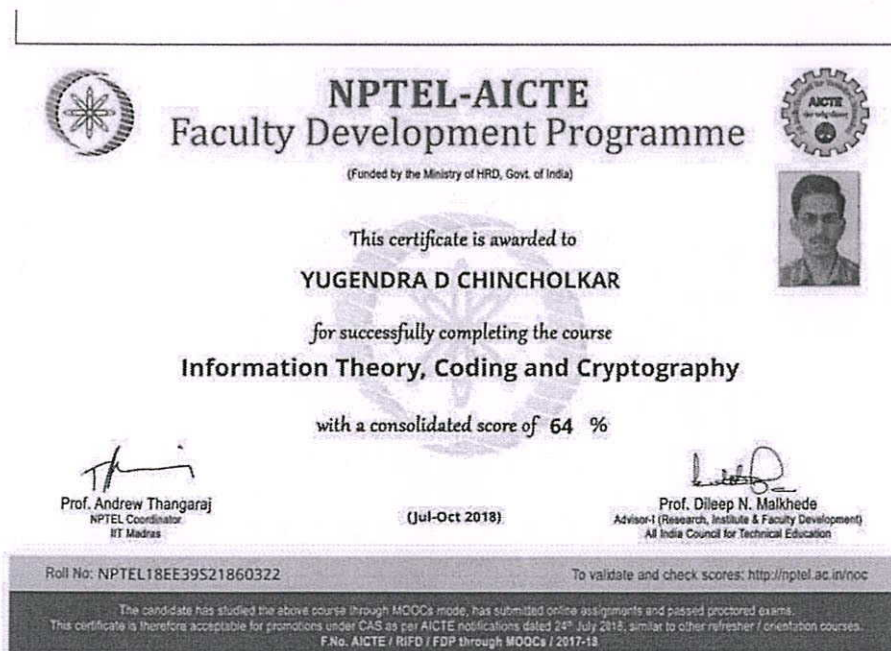 NPTEL-AICTE
Faculty Development Programme
(Funded by the Ministry of HRD, Govt. of India)
AICTE
This certificate is awarded to
YUGENDRA D CHINCHOLKAR
for successfully completing the course
Information Theory, Coding and Cryptography
with a consolidated score of 64 %
Prof. Andrew Thangaraj
NPTEL Coordinator
IIT Madras
(Jul-Oct 2018)
Prof. Dileep N. Malkhede
Advisor-I (Research, Institute & Faculty Development)
All India Council for Technical Education
Roll No: NPTEL18EE39S21860322
To validate and check scores: http://nptel.ac.in/noc
The candidate has studied the above course through MOOCs mode, has submitted online assignments and passed proctored exams.
This certificate is therefore acceptable for promotions under CAS as per AICTE notifications dated 24th July 2018, similar to other refresher / orientation courses.
F.No. AICTE / RIFD / FDP through MOOCs / 2017-18